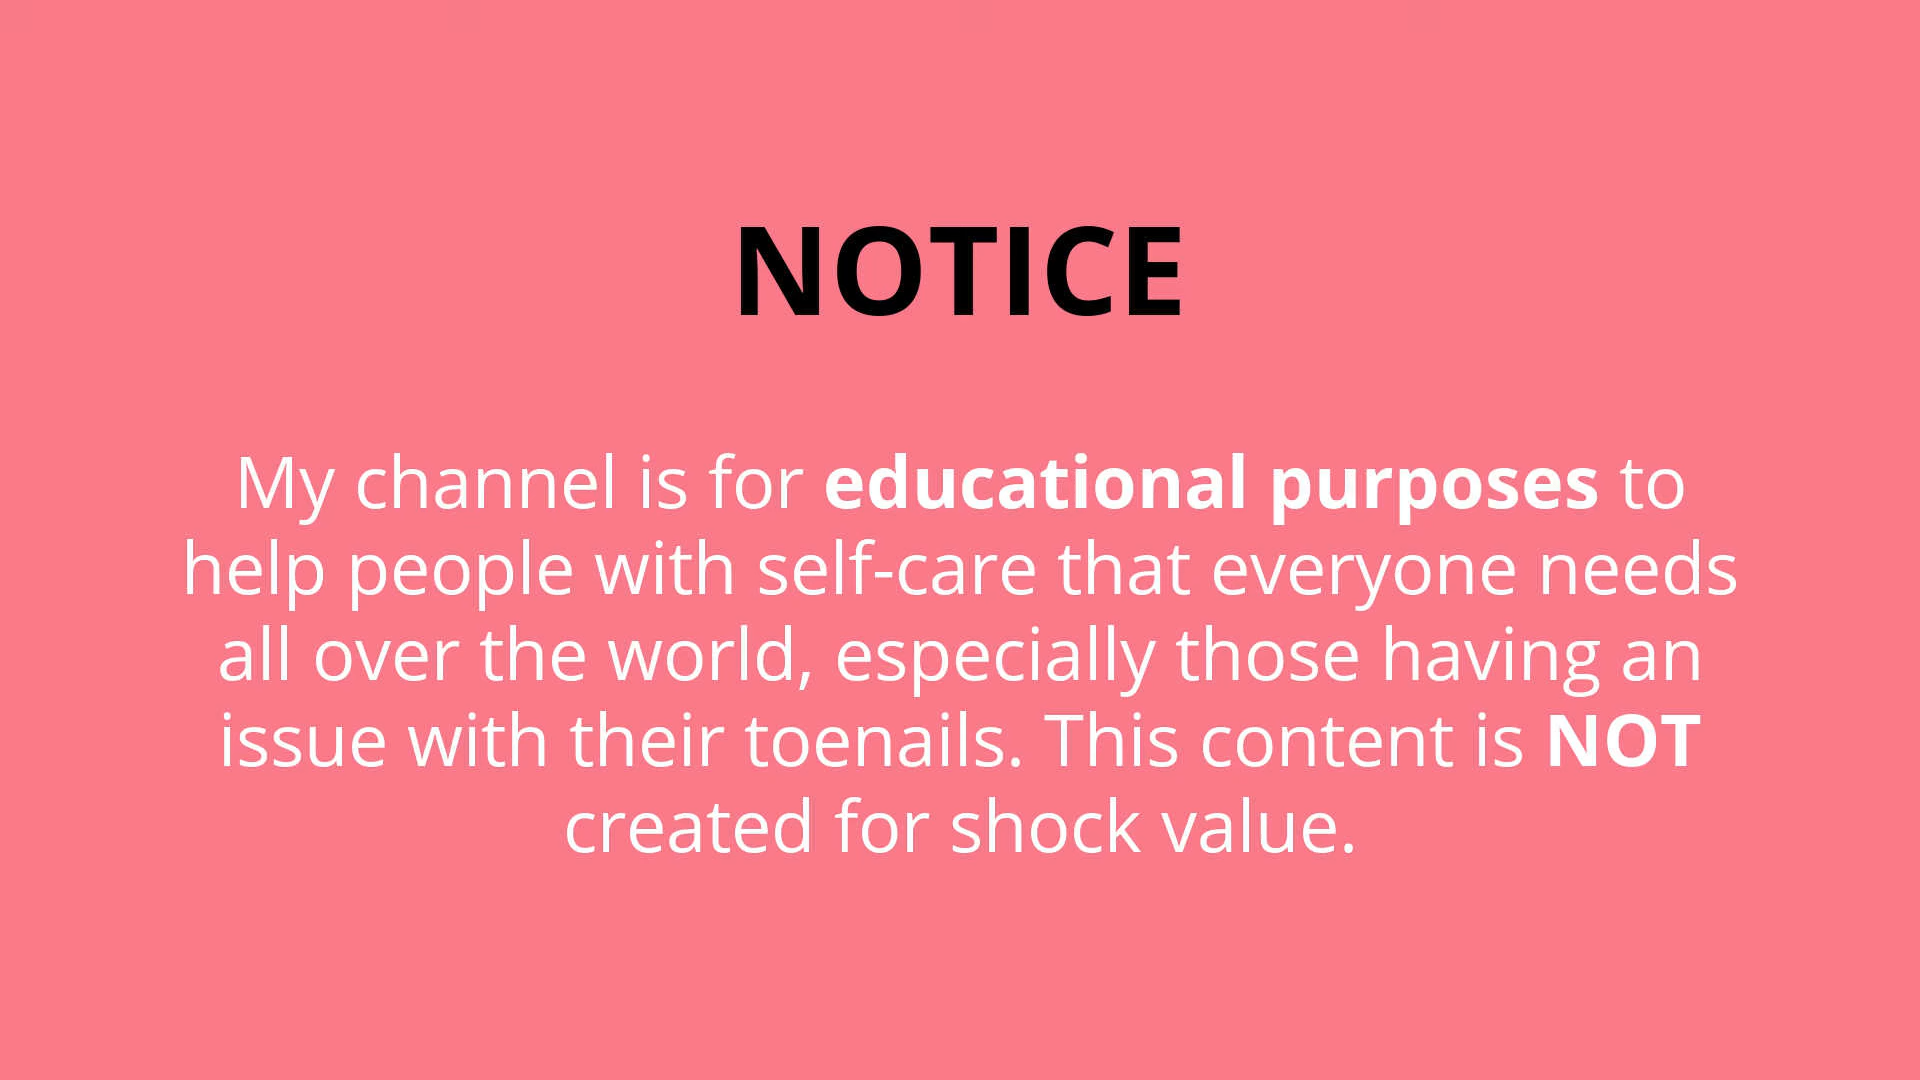 NOTICE
My channel is for educational purposes to
help people with self-care that everyone needs
all over the world, especially those having an
issue with their toenails. This content is NOT
created for shock value.